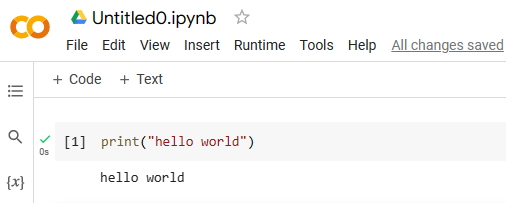 Untitled0.ipynb
File Edit View Insert Runtime Tools Help All changes saved
+ Code + Text
[1] print("hello world")
0s
hello world
{x}